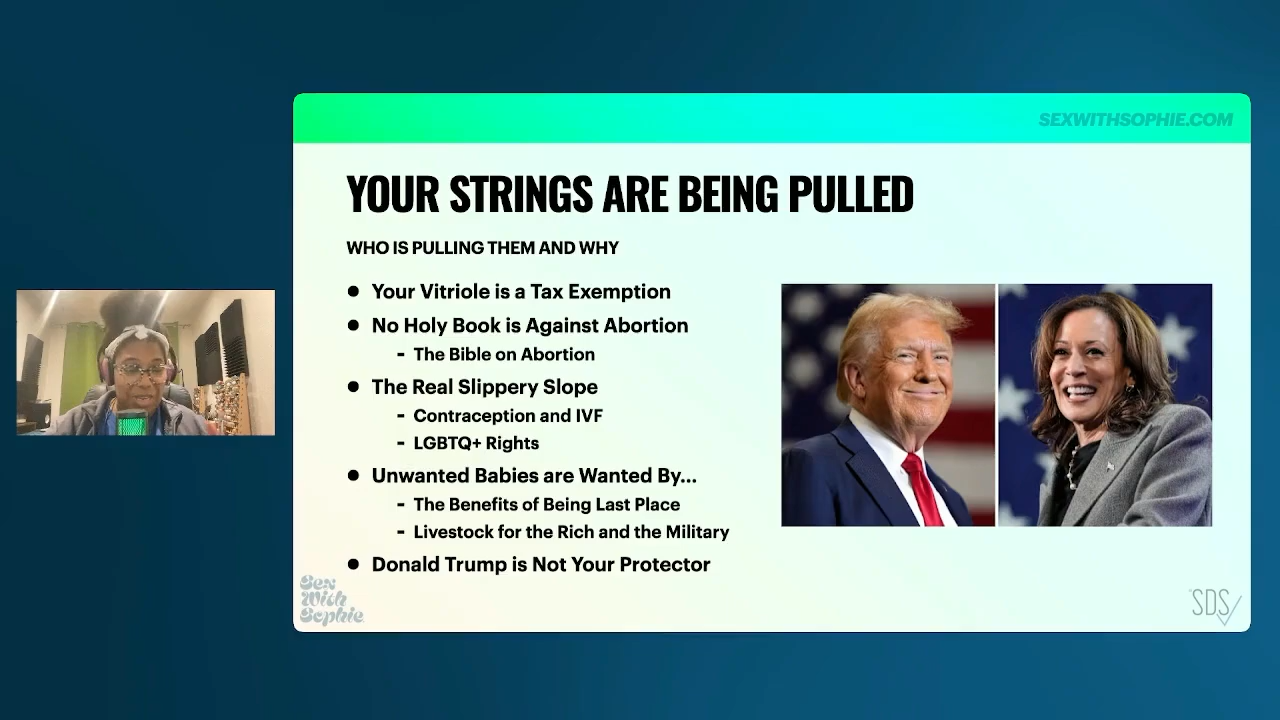 SEXWITHSOPHIE.COM
YOUR STRINGS ARE BEING PULLED
WHO IS PULLING THEM AND WHY
● Your Vitriole is a Tax Exemption
● No Holy Book is Against Abortion
- The Bible on Abortion
● The Real Slippery Slope
- Contraception and IVF
- LGBTQ+ Rights
● Unwanted Babies are Wanted By...
- The Benefits of Being Last Place
- Livestock for the Rich and the Military
● Donald Trump is Not Your Protector
Sex
With
Sophie
SDS